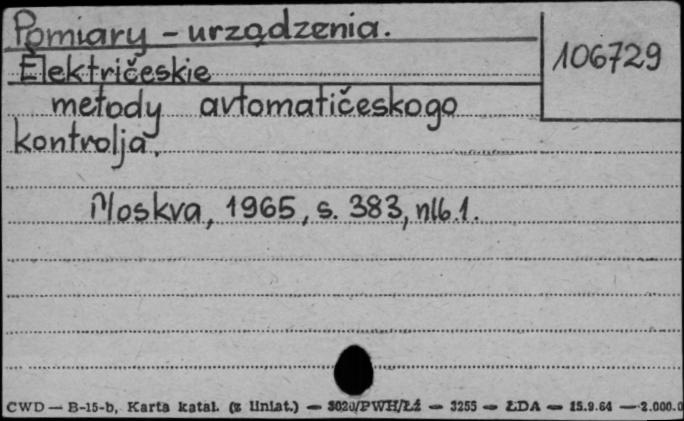 Pomiary - urządzenia.
106729
Električeskie
metody avtomatičeskogo
kontrolja.
Moskva, 1965, s. 383, nlb. 1.
CWD — B-15-b, Karta katal. (z liniat.) — 3020/PWH/Łź — 3255 — ŁDA — 15.9.64 — 2.000.0